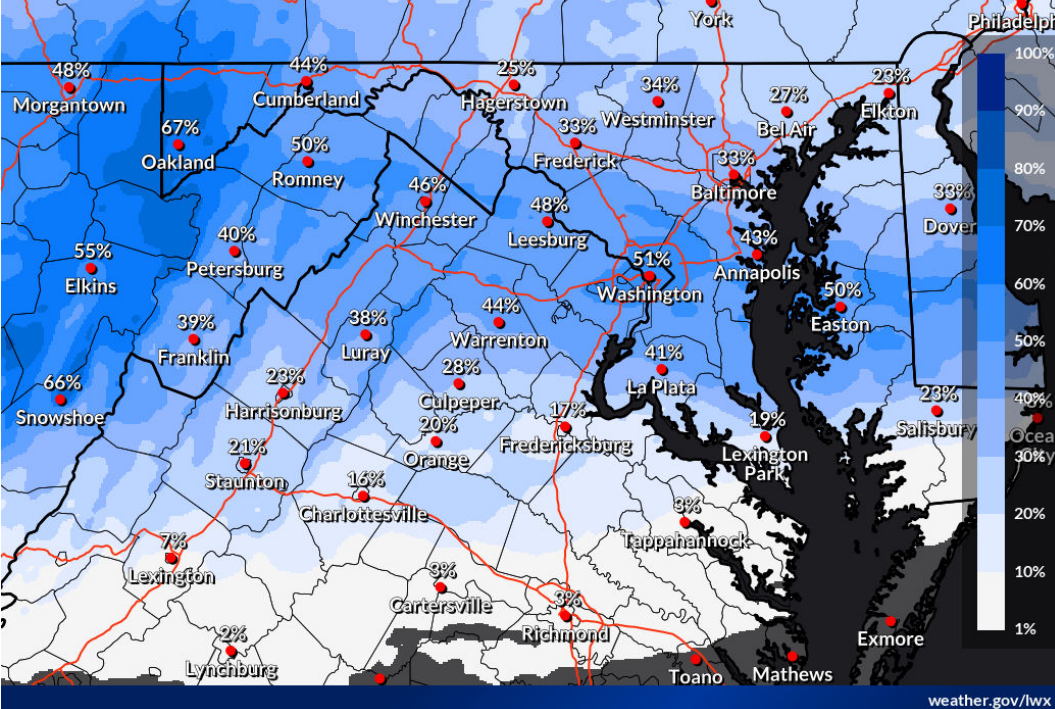 York
Philadelph
100%
48%
Morgantown
44%
Cumberland
25%
Hagerstown
34%
Westminster
27%
Bel Air
23%
Elkton
90%
67%
Oakland
50%
Romney
33%
Frederick
33%
Baltimore
80%
46%
Winchester
48%
Leesburg
33%
Dover
70%
55%
Elkins
40%
Petersburg
51%
Washington
43%
Annapolis
60%
50%
Easton
39%
Franklin
38%
Luray
44%
Warrenton
50%
66%
Snowshoe
23%
Harrisonburg
28%
Culpeper
41%
La Plata
40%
21%
Staunton
20%
Orange
17%
Fredericksburg
19%
Lexington
Park
23%
Salisbury
Ocea
30%
16%
Charlottesville
3%
Tappahannock
20%
7%
Lexington
3%
Cartersville
3%
Richmond
10%
2%
Lynchburg
Toano
Mathews
Exmore
1%
weather.gov/lwx